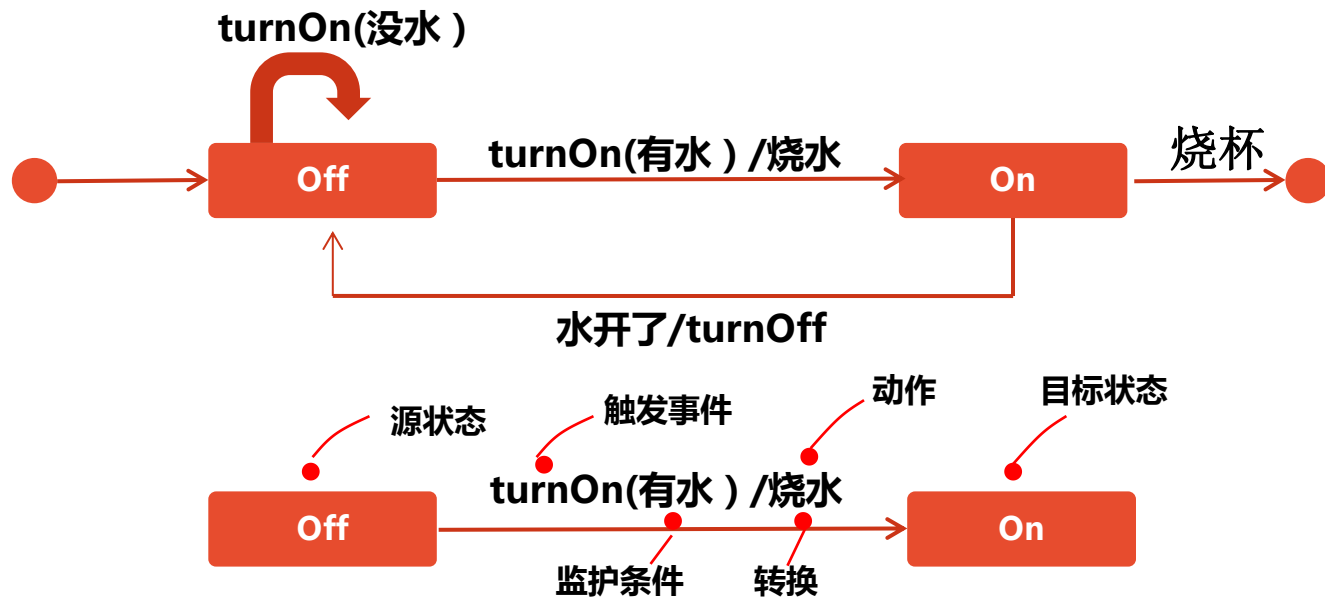 turnOn(没水）
Off
turnOn(有水）/烧水
On
烧杯
水开了/turnOff
源状态
触发事件
动作
目标状态
turnOn(有水）/烧水
Off
On
监护条件
转换